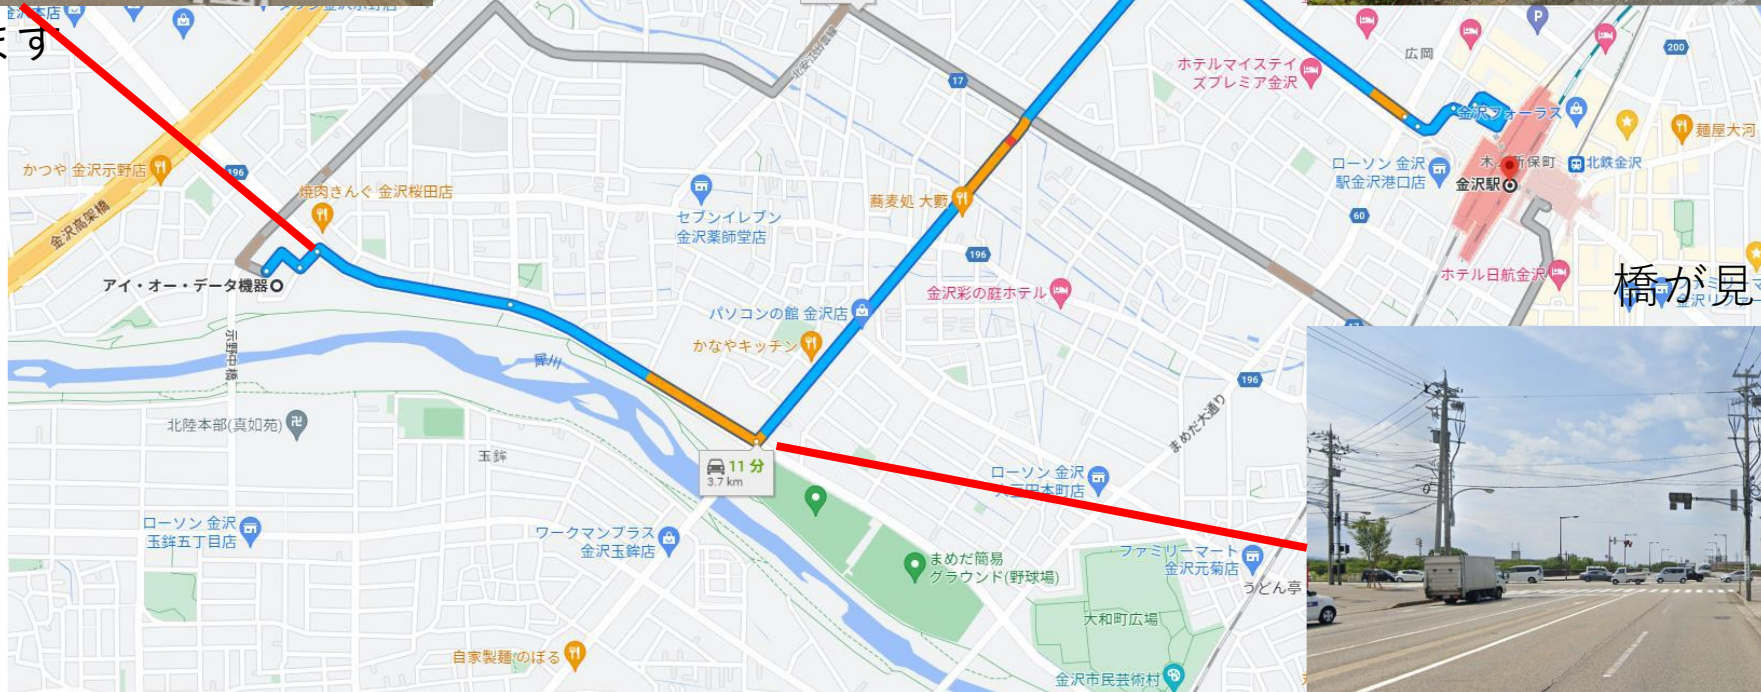 ます
橋が見
広岡
P
200
17
ホテルマイステイ
ズプレミア金沢
金沢フォーラス
麺屋大河
北鉄金沢
ローソン 金沢
駅金沢港口店
金沢駅
60
かつや 金沢示野店
196
焼肉きんぐ 金沢桜田店
金沢高架橋
セブンイレブン
金沢薬師堂店
蕎麦処 大藪
196
ホテル日航金沢
アイ・オー・データ機器
金沢彩の庭ホテル
パソコンの館 金沢店
かなやキッチン
示野中橋
犀川
196
まめだ大通り
北陸本部(真如苑)
玉鉾
11 分
3.7 km
ローソン 金沢
ローソン 金沢
玉鉾五丁目店
ワークマンプラス
金沢玉鉾店
まめだ簡易
グラウンド(野球場)
ファミリーマート
金沢元菊店
うどん亭
大和町広場
自家製麺 のぼる
金沢市民芸術村